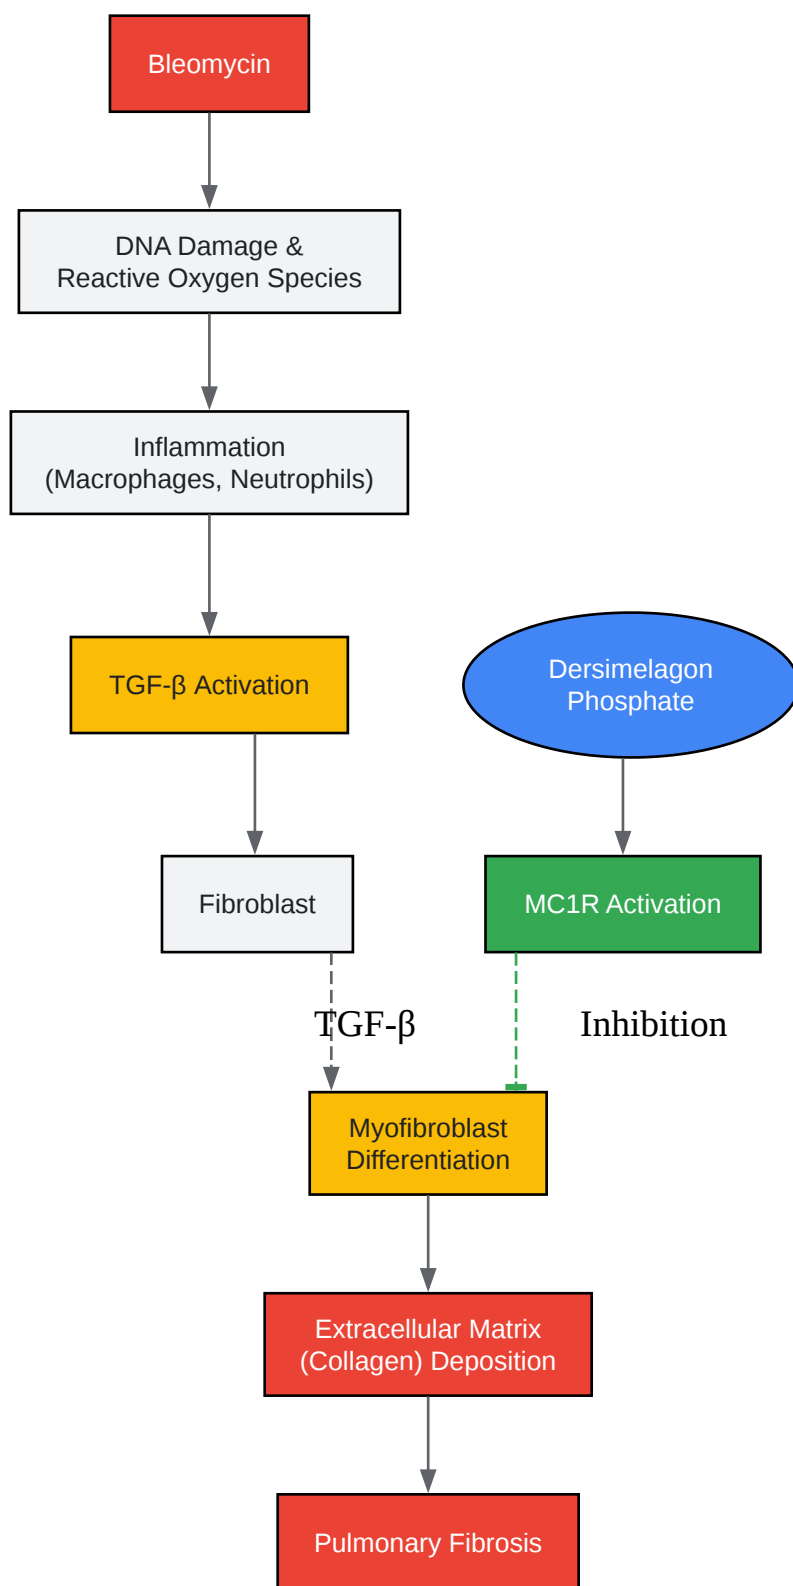 Bleomycin
DNA Damage &
Reactive Oxygen Species
Inflammation
(Macrophages, Neutrophils)
TGF-β Activation
Dersimelagon
Phosphate
Fibroblast
MC1R Activation
TGF-β
Inhibition
Myofibroblast
Differentiation
Extracellular Matrix
(Collagen) Deposition
Pulmonary Fibrosis